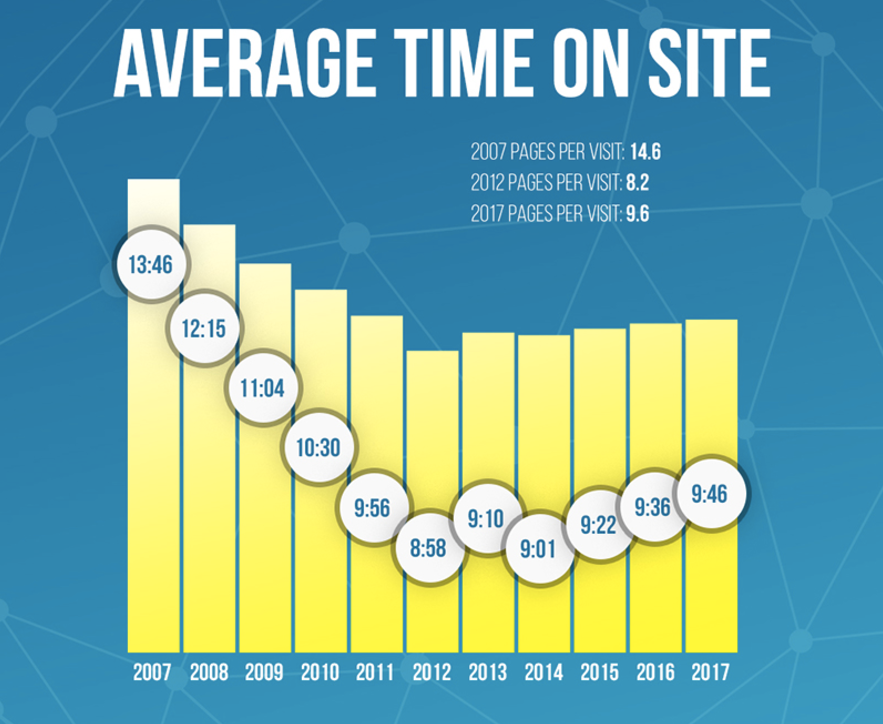 AVERAGE TIME ON SITE
2007 PAGES PER VISIT: 14.6
2012 PAGES PER VISIT: 8.2
2017 PAGES PER VISIT: 9.6
13:46
12:15
11:04
10:30
9:56
8:58
9:10
9:01
9:22
9:36
9:46
2007 2008 2009 2010 2011 2012 2013 2014 2015 2016 2017